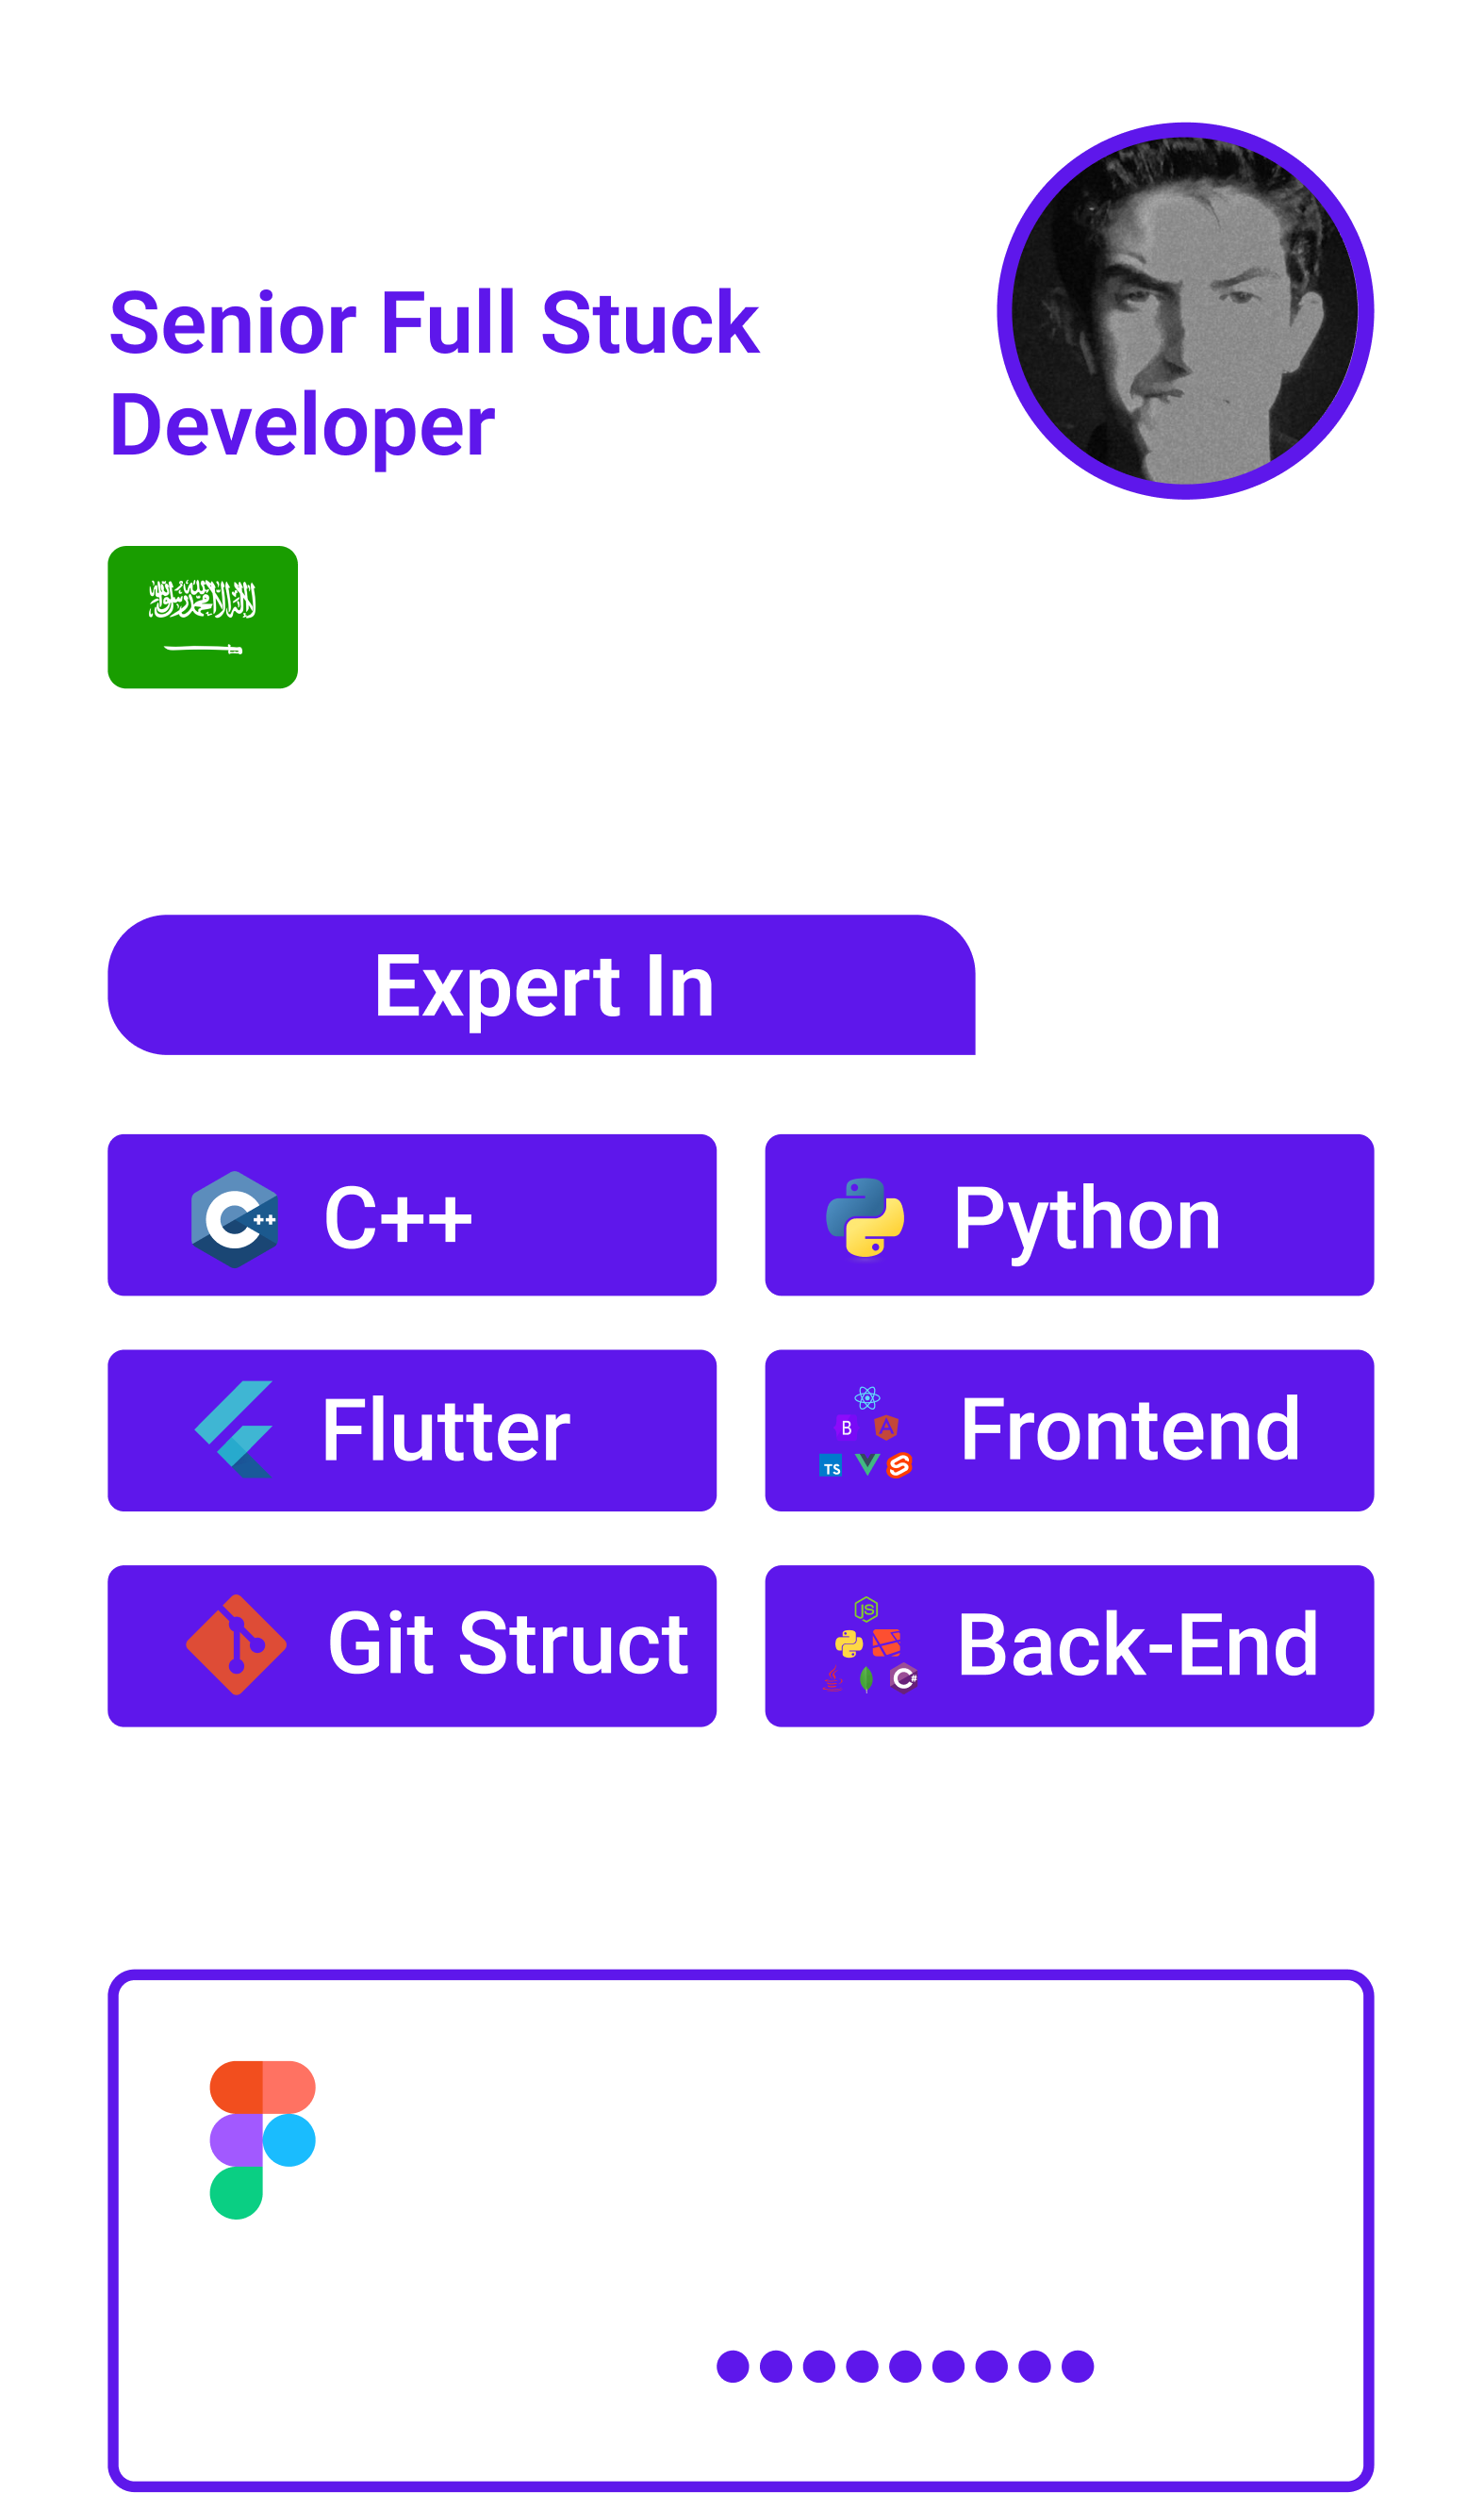 Senior Full Stuck
Developer
لا إله إلا الله محمد رسول الله
Expert In
C++
Python
Flutter
B
TS
Frontend
Git Struct
JS
C#
Back-End